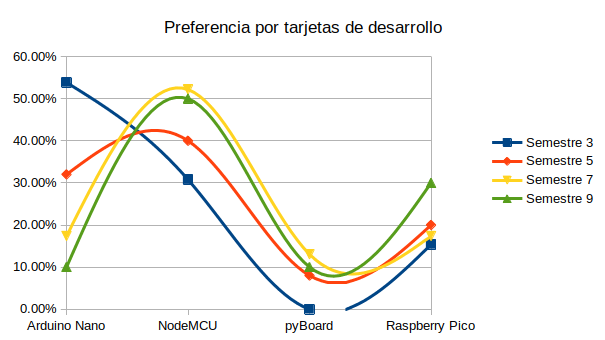 Preferencia por tarjetas de desarrollo
60.00%
50.00%
40.00%
30.00%
20.00%
10.00%
0.00%
Arduino Nano NodeMCU pyBoard Raspberry Pico
Semestre 3
Semestre 5
Semestre 7
Semestre 9